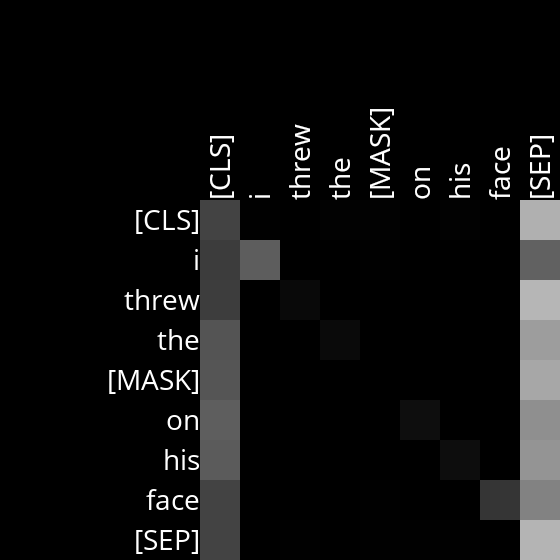 [CLS] i threw the [MASK] on his face [SEP]
[CLS]
i
threw
the
[MASK]
on
his
face
[SEP]